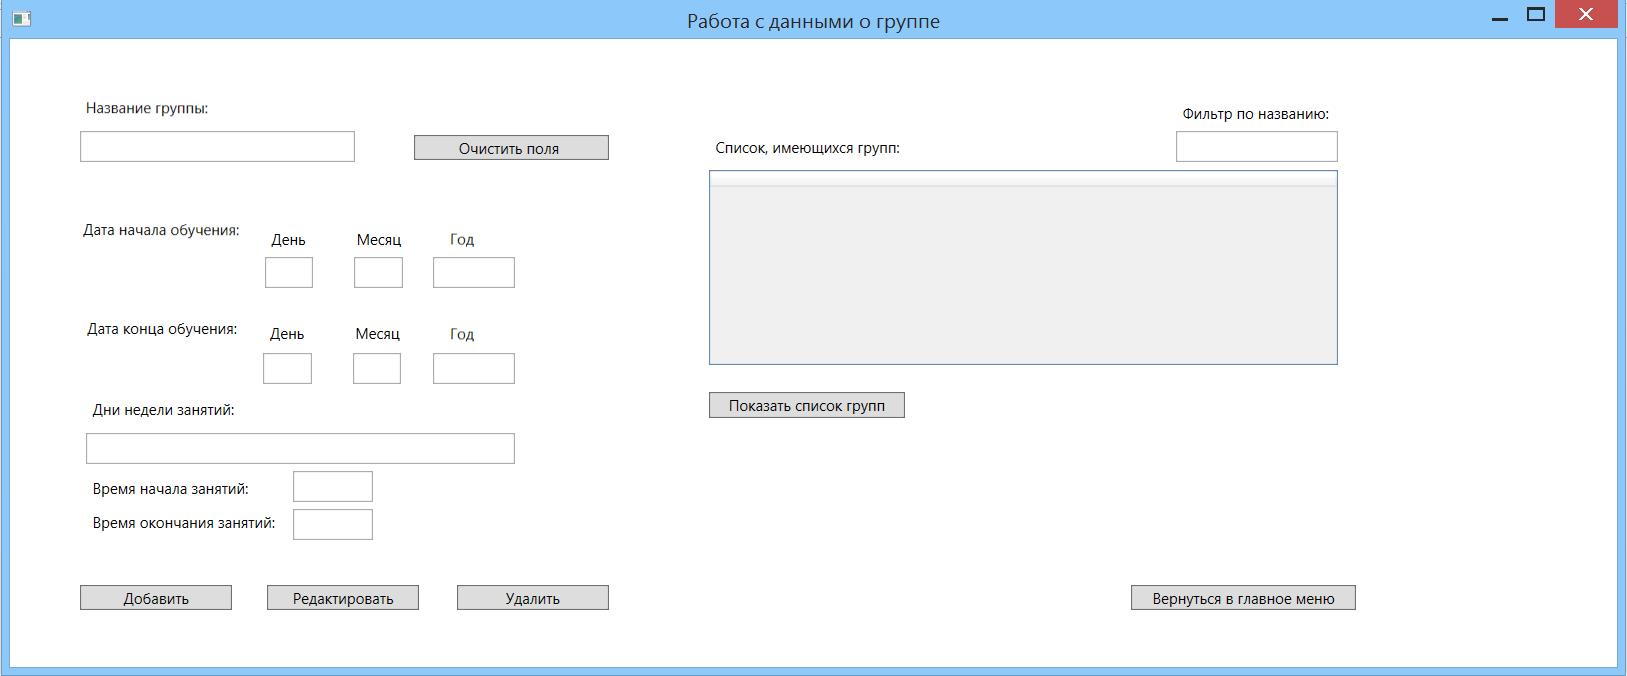 Работа с данными о группе
Название группы:
Очистить поля
Дата начала обучения:
День Месяц Год
Дата конца обучения:
День Месяц Год
Дни недели занятий:
Время начала занятий:
Время окончания занятий:
Добавить Редактировать Удалить
Фильтр по названию:
Список, имеющихся групп:
Показать список групп
Вернуться в главное меню